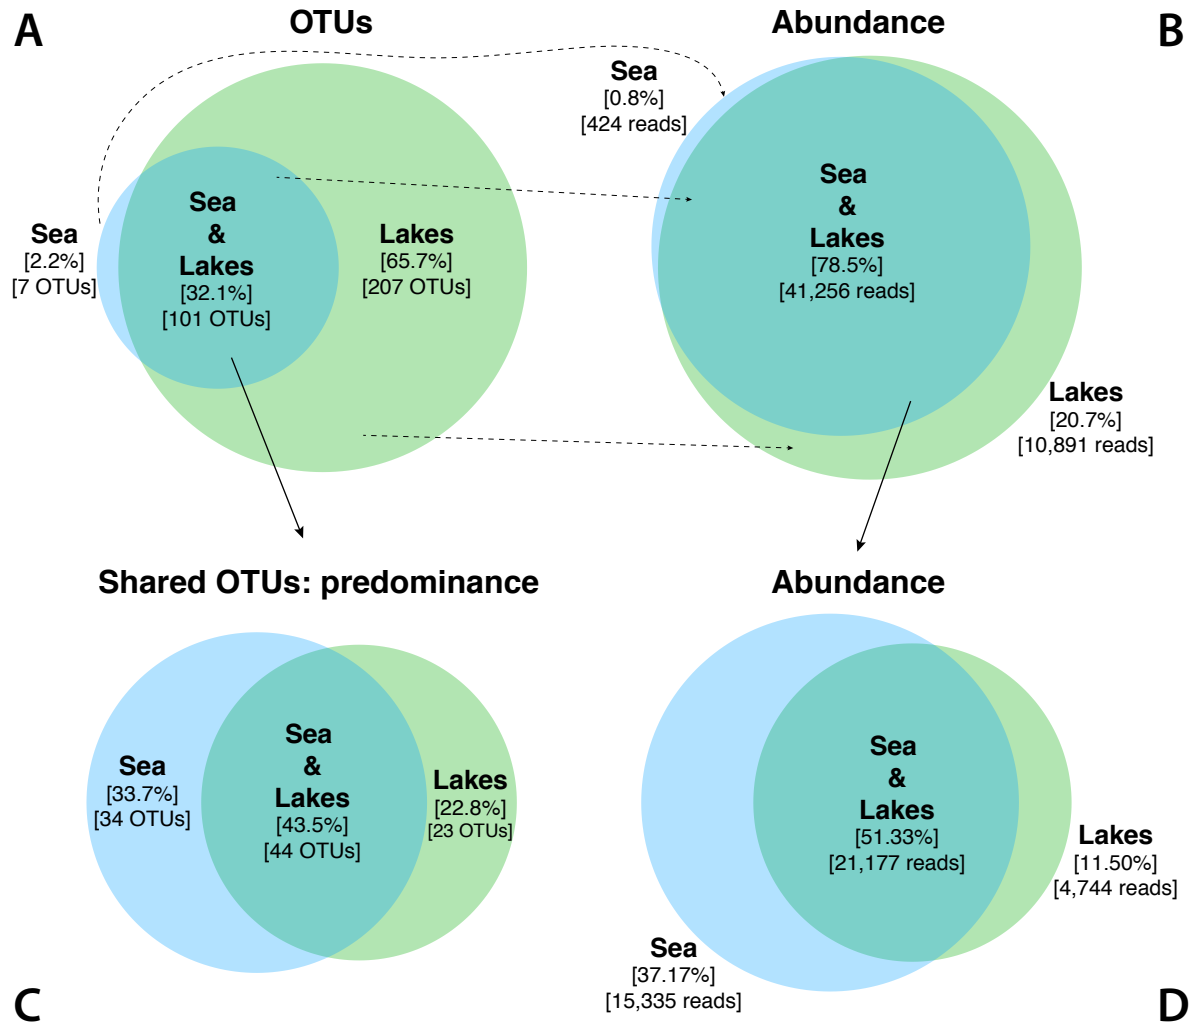 A
OTUs
Abundance
B
Sea
[0.8%]
[424 reads]
Sea
[2.2%]
[7 OTUs]
Sea
&
Lakes
[32.1%]
[101 OTUs]
Lakes
[65.7%]
[207 OTUs]
Sea
&
Lakes
[78.5%]
[41,256 reads]
Lakes
[20.7%]
[10,891 reads]
Shared OTUs: predominance
Abundance
Sea
[33.7%]
[34 OTUs]
Sea
&
Lakes
[43.5%]
[44 OTUs]
Lakes
[22.8%]
[23 OTUs]
Sea
&
Lakes
[51.33%]
[21,177 reads]
Lakes
[11.50%]
[4,744 reads]
Sea
[37.17%]
[15,335 reads]
C
D